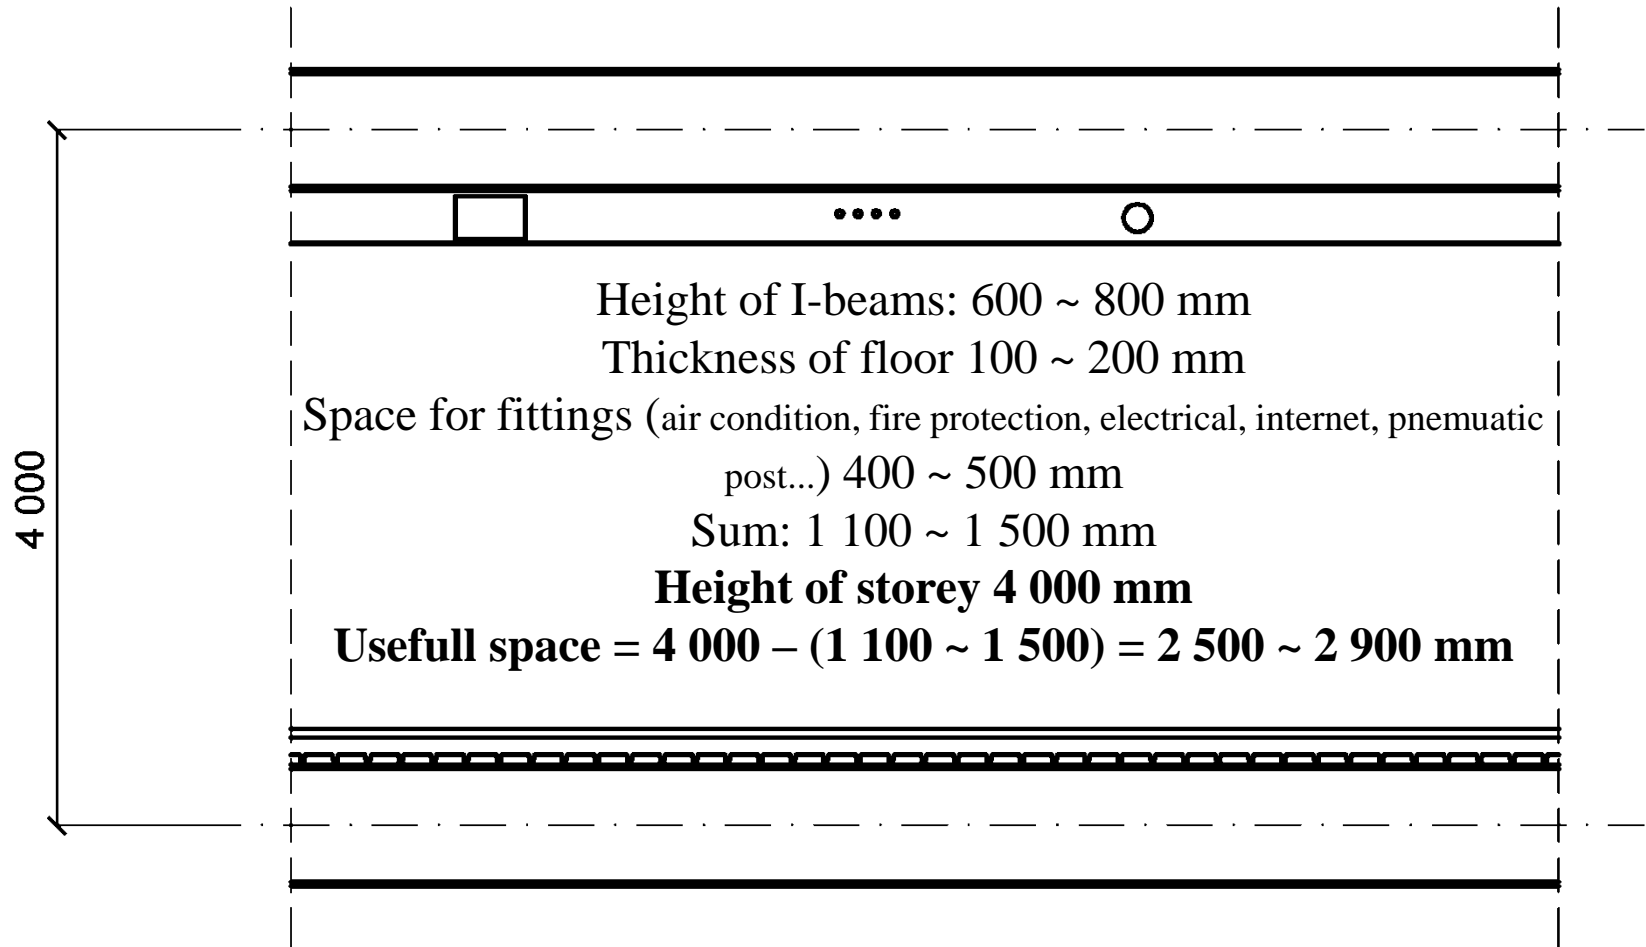 Height of I-beams: 600 ~ 800 mm
Thickness of floor 100 ~ 200 mm
Space for fittings (air condition, fire protection, electrical, internet, pnemuatic
post...) 400 ~ 500 mm
Sum: 1 100 ~ 1 500 mm
Height of storey 4 000 mm
Usefull space = 4 000 – (1 100 ~ 1 500) = 2 500 ~ 2 900 mm
4 000